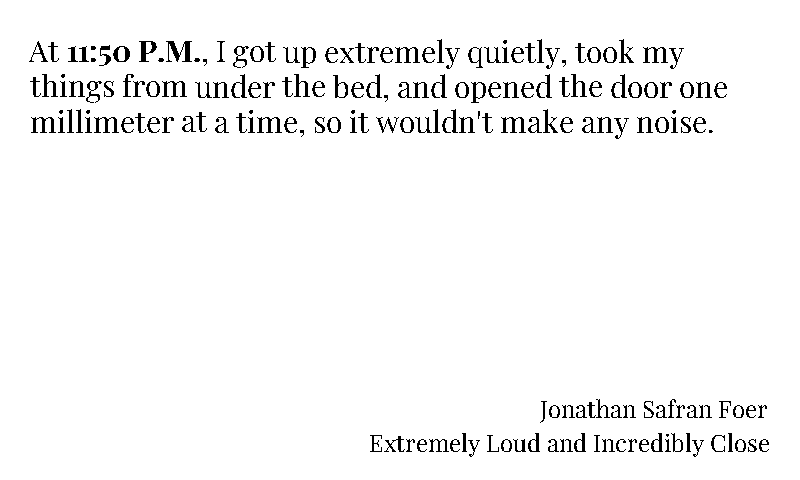 At 11:50 P.M., I got up extremely quietly, took my
things from under the bed, and opened the door one
millimeter at a time, so it wouldn't make any noise.
Jonathan Safran Foer
Extremely Loud and Incredibly Close